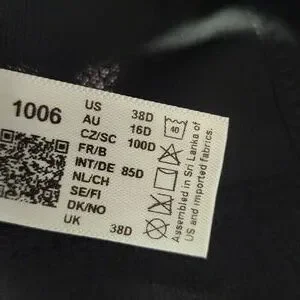 1006
US 38D
AU 16D
CZ/SC 100D
FR/B
INT/DE 85D
NL/CH
SE/FI
DK/NO
UK 38D
40
Assembled in Sri Lanka of
US and imported fabrics.